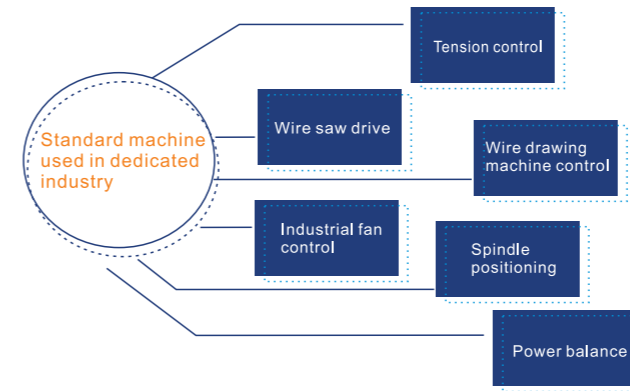 Tension control
Wire saw drive
Standard machine
used in dedicated
industry
Wire drawing
machine control
Industrial fan
control
Spindle
positioning
Power balance